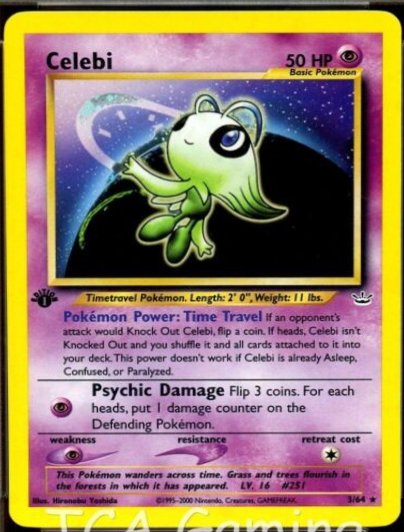 Celebi
50 HP
Basic Pokémon
EDITION
1
Timetravel Pokémon. Length: 2' 0", Weight: 11 lbs.
Pokémon Power: Time Travel If an opponent's
attack would Knock Out Celebi, flip a coin. If heads, Celebi isn't
Knocked Out and you shuffle it and all cards attached to it into
your deck. This power doesn't work if Celebi is already Asleep,
Confused, or Paralyzed.
Psychic Damage Flip 3 coins. For each
heads, put 1 damage counter on the
Defending Pokémon.
weakness resistance retreat cost
This Pokémon wanders across time. Grass and trees flourish in
the forests in which it has appeared. LV. 16 #251
Illus. Hironobu Yoshida ©1995-2000 Nintendo, Creatures, GAMEFREAK. 3/64 ★
TCA Gaming